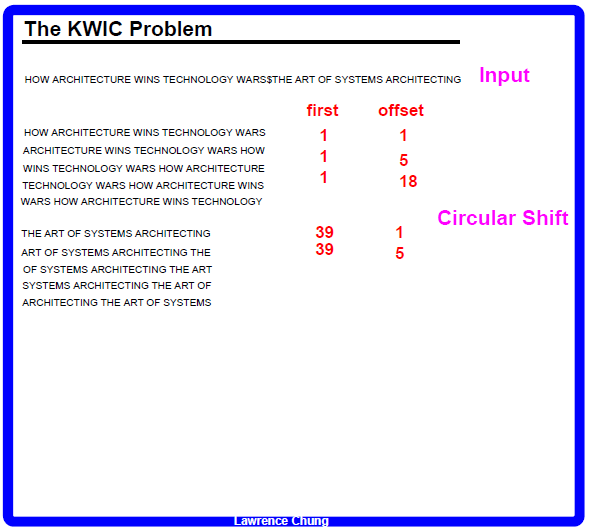 The KWIC Problem
HOW ARCHITECTURE WINS TECHNOLOGY WARS$THE ART OF SYSTEMS ARCHITECTING Input
first offset
HOW ARCHITECTURE WINS TECHNOLOGY WARS 1 1
ARCHITECTURE WINS TECHNOLOGY WARS HOW 1 5
WINS TECHNOLOGY WARS HOW ARCHITECTURE 1 18
TECHNOLOGY WARS HOW ARCHITECTURE WINS
WARS HOW ARCHITECTURE WINS TECHNOLOGY
Circular Shift
THE ART OF SYSTEMS ARCHITECTING 39 1
ART OF SYSTEMS ARCHITECTING THE 39 5
OF SYSTEMS ARCHITECTING THE ART
SYSTEMS ARCHITECTING THE ART OF
ARCHITECTING THE ART OF SYSTEMS
Lawrence Chung